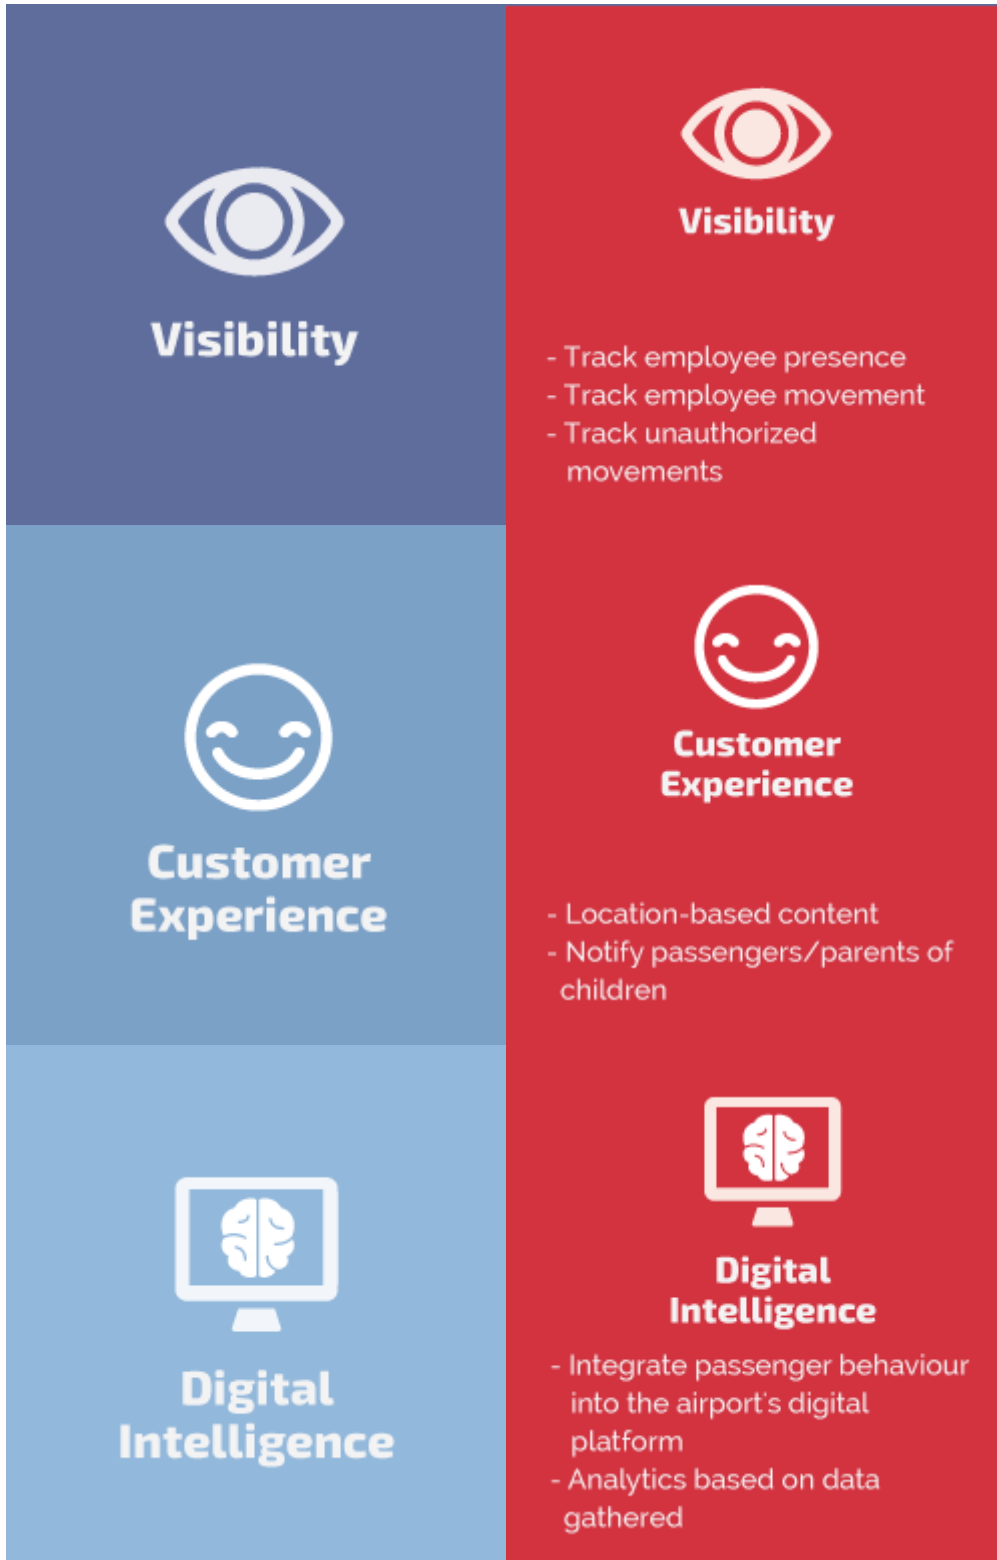 Visibility
Visibility
- Track employee presence
- Track employee movement
- Track unauthorized
movements
Customer
Experience
Customer
Experience
- Location-based content
- Notify passengers/parents of
children
Digital
Intelligence
Digital
Intelligence
- Integrate passenger behaviour
into the airport's digital
platform
- Analytics based on data
gathered